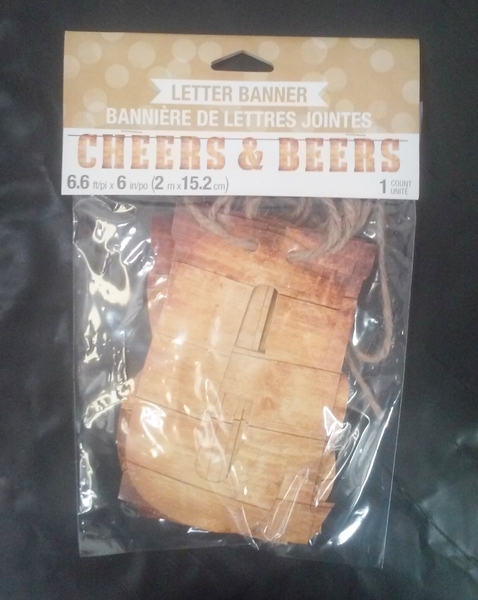 LETTER BANNER
BANNIÈRE DE LETTRES JOINTES
CHEERS & BEERS
6.6 ft/pi x 6 in/po (2 m x 15.2 cm)
1 COUNT
UNITÉ